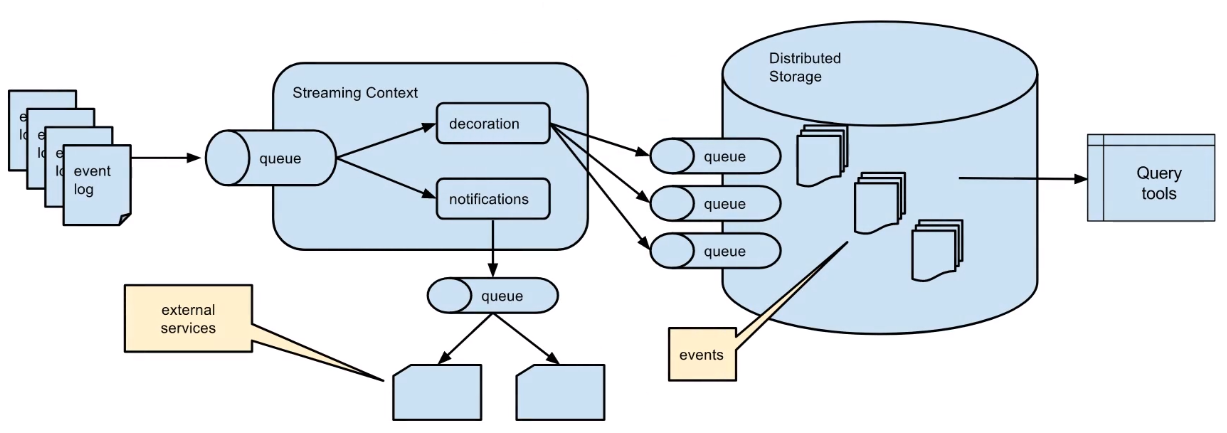 Distributed
Storage
Streaming Context
e
lo
e
lo
e
lo
event
log
queue
decoration
notifications
queue
queue
queue
Query
tools
queue
external
services
events